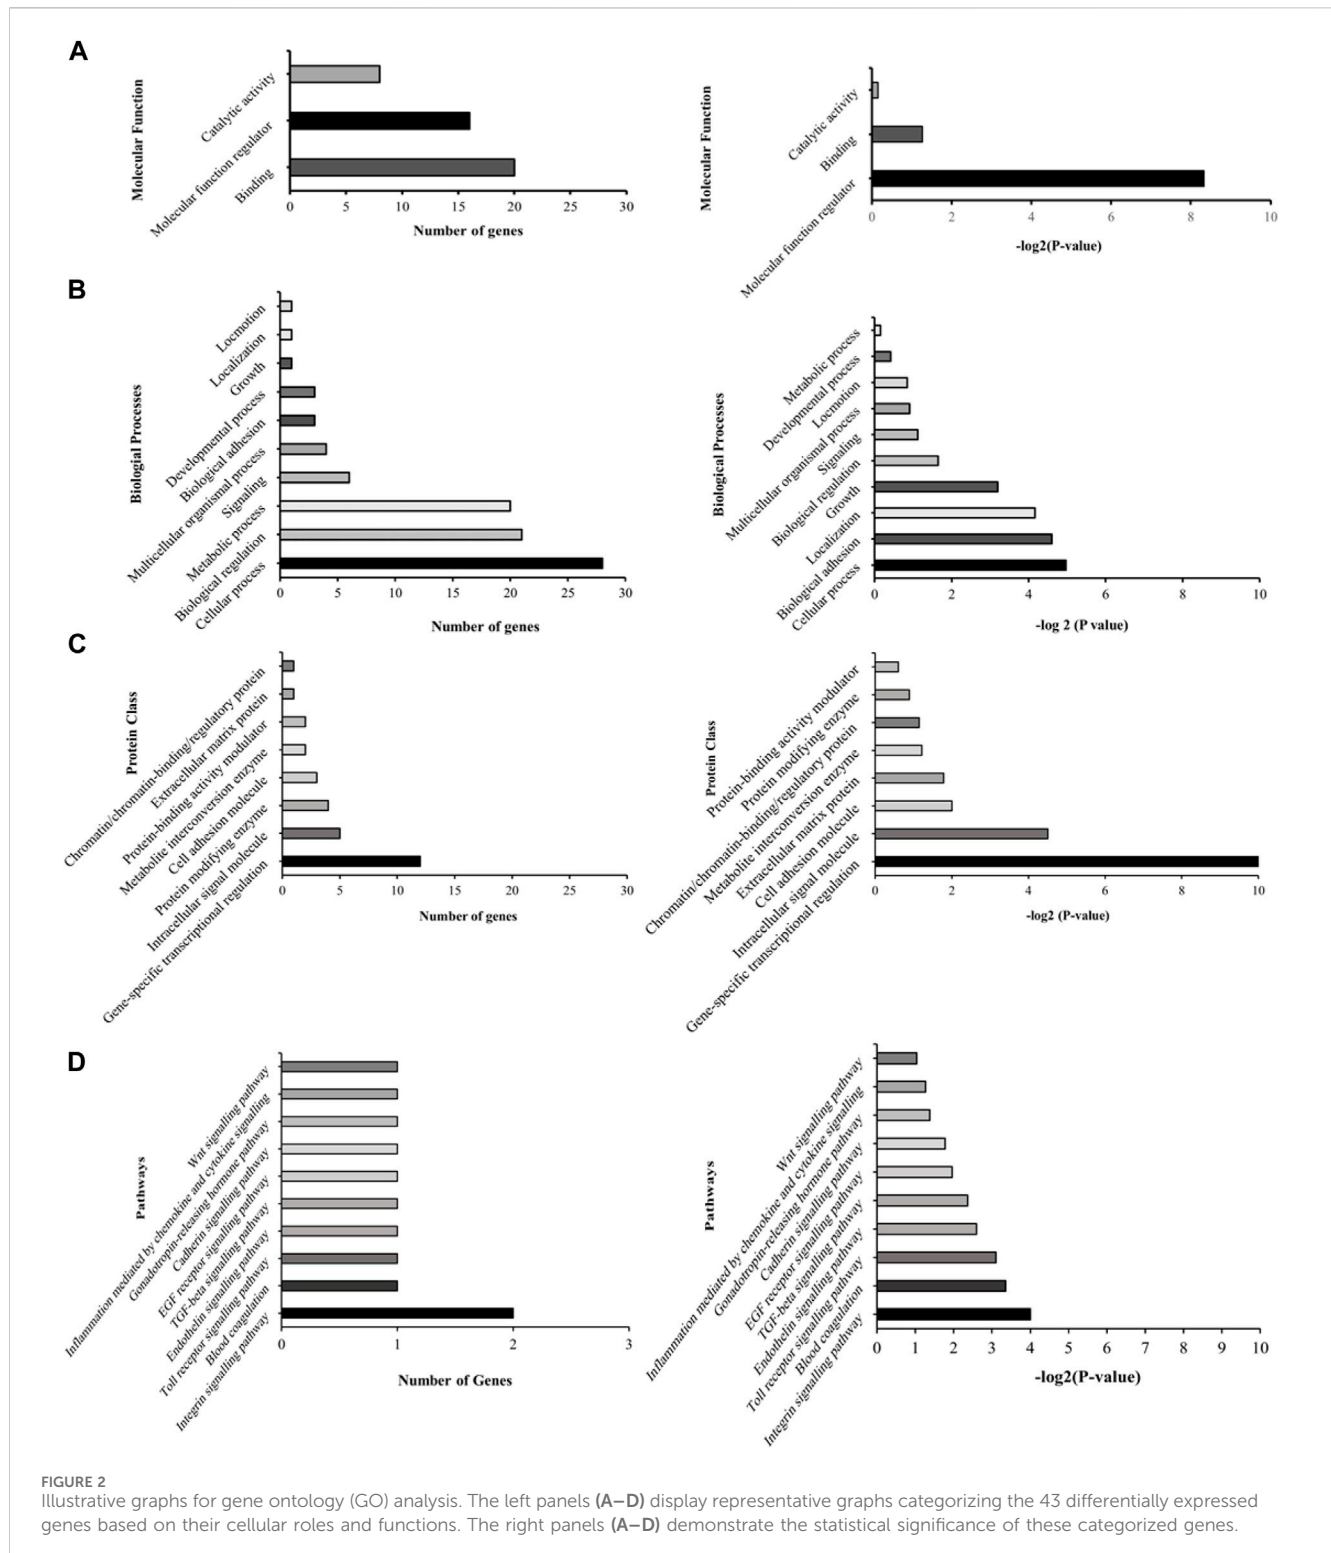 A
Molecular Function
Catalytic activity
Molecular function regulator
Binding
0 5 10 15 20 25 30
Number of genes
Molecular Function
Catalytic activity
Binding
Molecular function regulator
0 2 4 6 8 10
-log2(P-value)
B
Biologial Processes
Locmotion
Localization
Growth
Developmental process
Biological adhesion
Multicellular organismal process
Signaling
Metabolic process
Biological regulation
Cellular process
0 5 10 15 20 25 30
Number of genes
Biological Processes
Metabolic process
Developmental process
Locmotion
Multicellular organismal process
Signaling
Biological regulation
Growth
Localization
Biological adhesion
Cellular process
0 2 4 6 8 10
-log 2 (P value)
C
Protein Class
Chromatin/chromatin-binding/regulatory protein
Extracellular matrix protein
Protein-binding activity modulator
Metabolite interconversion enzyme
Cell adhesion molecule
Protein modifying enzyme
Intracellular signal molecule
Gene-specific transcriptional regulation
0 5 10 15 20 25 30
Number of genes
Protein Class
Protein-binding activity modulator
Protein modifying enzyme
Chromatin/chromatin-binding/regulatory protein
Metabolite interconversion enzyme
Extracellular matrix protein
Cell adhesion molecule
Intracellular signal molecule
Gene-specific transcriptional regulation
0 2 4 6 8 10
-log2 (P-value)
D
Pathways
Wnt signalling pathway
Inflammation mediated by chemokine and cytokine signalling
Gonadotropin-releasing hormone pathway
Cadherin signalling pathway
EGF receptor signalling pathway
TGF-beta signalling pathway
Endothelin signalling pathway
Toll receptor signalling pathway
Blood coagulation
Integrin signalling pathway
0 1 2 3
Number of Genes
Pathways
Wnt signalling pathway
Inflammation mediated by chemokine and cytokine signalling
Gonadotropin-releasing hormone pathway
Cadherin signalling pathway
EGF receptor signalling pathway
TGF-beta signalling pathway
Endothelin signalling pathway
Toll receptor signalling pathway
Blood coagulation
Integrin signalling pathway
0 1 2 3 4 5 6 7 8 9 10
-log2(P-value)
FIGURE 2
Illustrative graphs for gene ontology (GO) analysis. The left panels (A–D) display representative graphs categorizing the 43 differentially expressed
genes based on their cellular roles and functions. The right panels (A–D) demonstrate the statistical significance of these categorized genes.